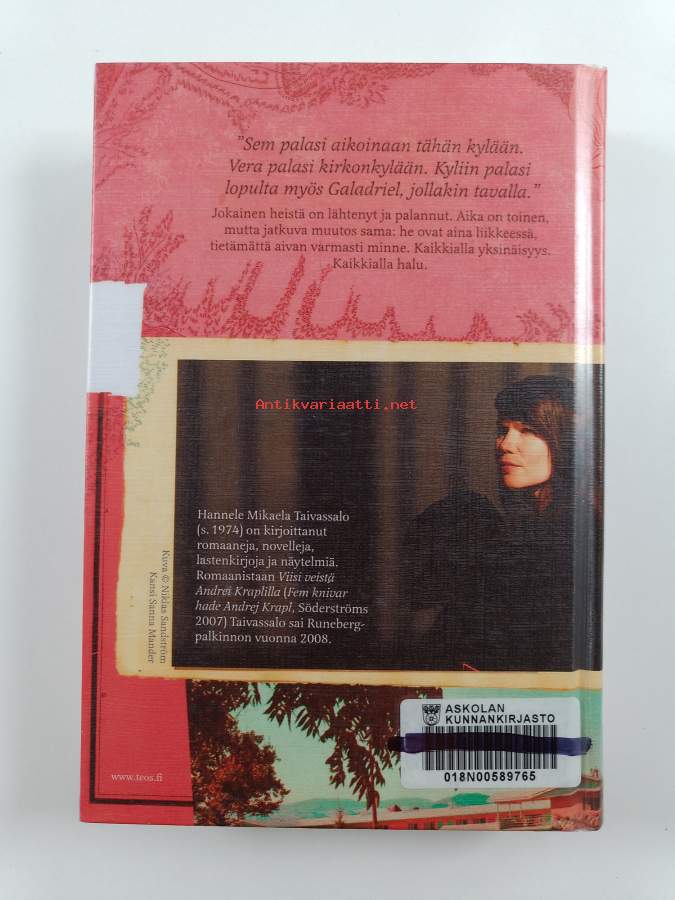 "Sem palasi aikoinaan tähän kylään.
Vera palasi kirkonkylään. Kyliin palasi
lopulta myös Galadriel, jollakin tavalla."
Jokainen heistä on lähtenyt ja palannut. Aika on toinen,
mutta jatkuva muutos sama: he ovat aina liikkeessä,
tietämättä aivan varmasti minne. Kaikkialla yksinäisyys.
Kaikkialla halu.
Antikvariaatti.net
Hannele Mikaela Taivassalo
(s. 1974) on kirjoittanut
romaaneja, novelleja,
lastenkirjoja ja näytelmiä.
Romaanistaan Viisi veistä
Andrei Kraplilla (Fem knivar
hade Andrej Krapl, Söderströms
2007) Taivassalo sai Runeberg-
palkinnon vuonna 2008.
Kuva © Niklas Sandström
Kansi Sanna Mander
www.teos.fi
ASKOLAN
KUNNANKIRJASTO
018N00589765